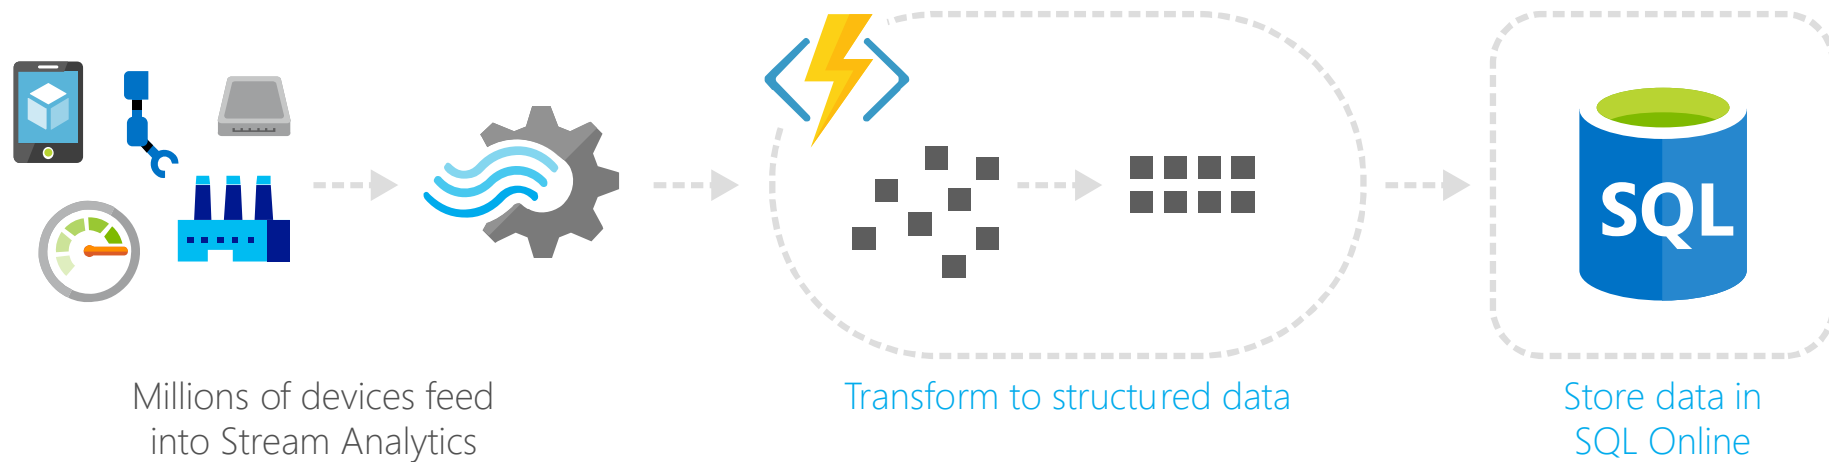 SQL
Millions of devices feed
into Stream Analytics
Transform to structured data
Store data in
SQL Online